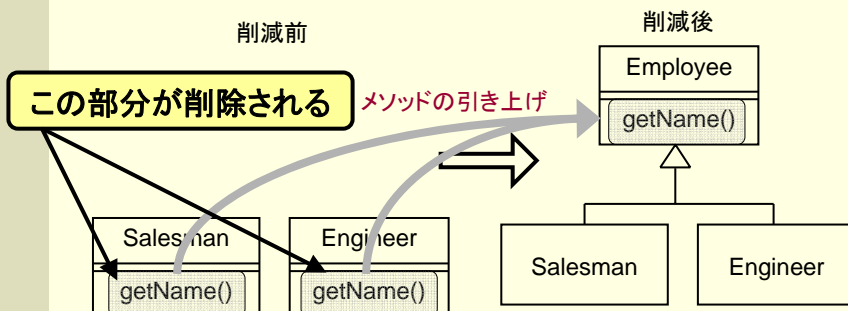 削減前
削減後
この部分が削除される
メソッドの引き上げ
Employee
getName()
Salesman
Engineer
getName()
getName()
Salesman
Engineer